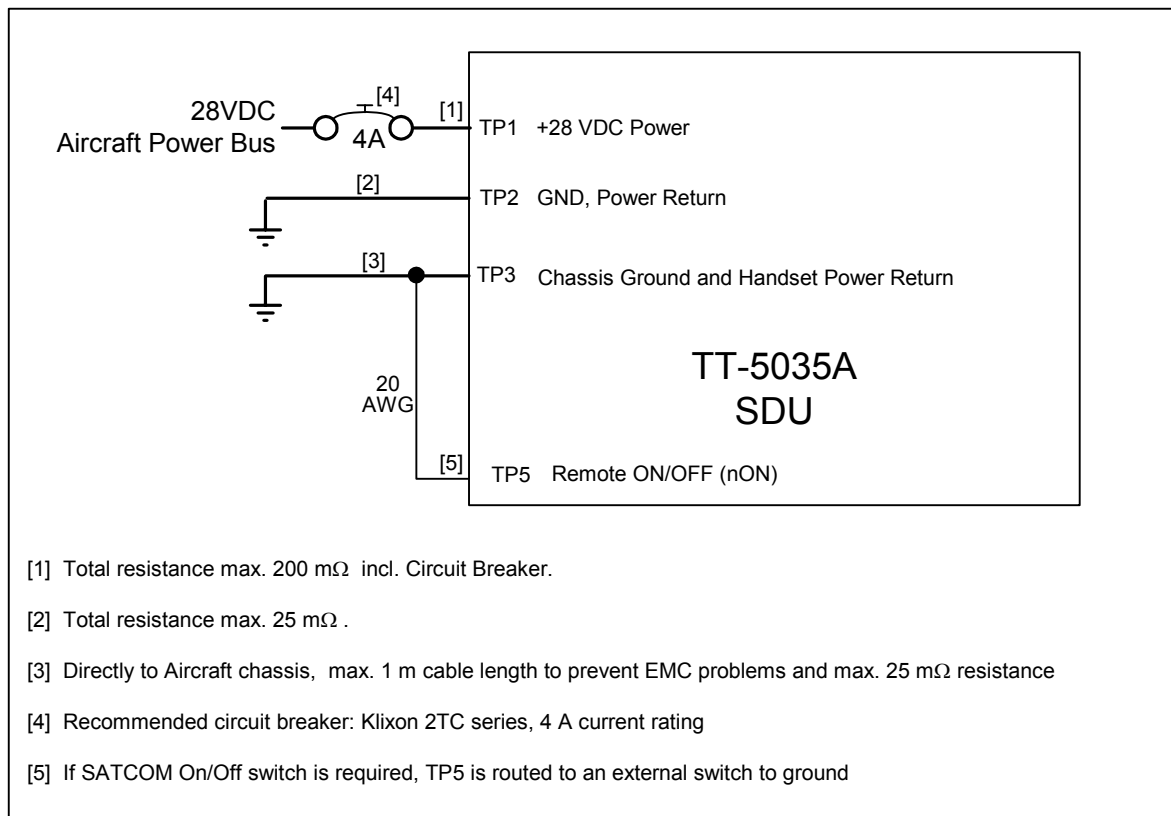 28VDC
Aircraft Power Bus
[4]
4A
[1]
TP1 +28 VDC Power
[2]
TP2 GND, Power Return
[3]
TP3 Chassis Ground and Handset Power Return
TT-5035A
SDU
20
AWG
[5]
TP5 Remote ON/OFF (nON)
[1] Total resistance max. 200 mΩ incl. Circuit Breaker.
[2] Total resistance max. 25 mΩ .
[3] Directly to Aircraft chassis, max. 1 m cable length to prevent EMC problems and max. 25 mΩ resistance
[4] Recommended circuit breaker: Klixon 2TC series, 4 A current rating
[5] If SATCOM On/Off switch is required, TP5 is routed to an external switch to ground